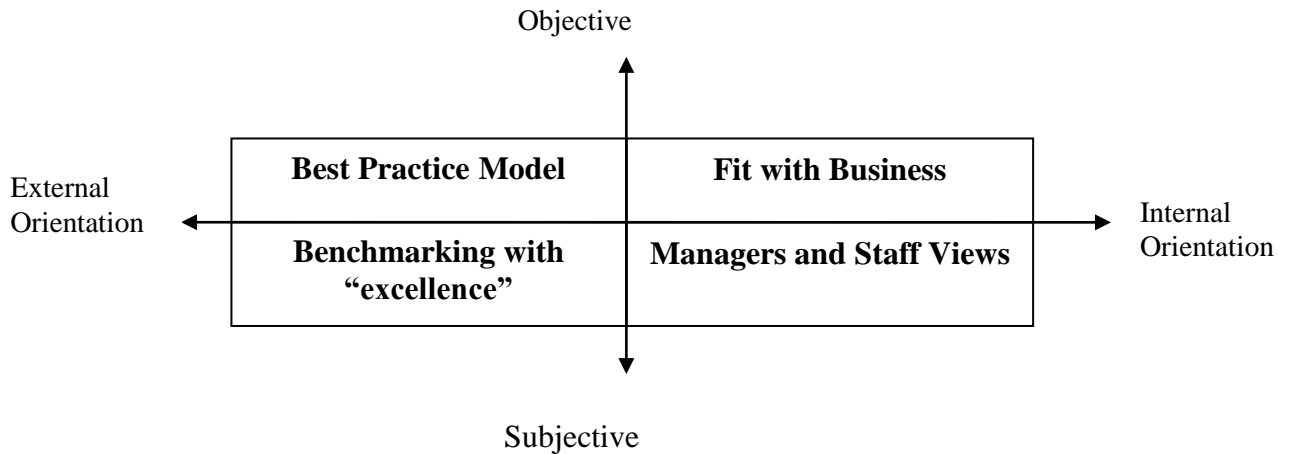 Objective
Best Practice Model
Fit with Business
External
Orientation
Internal
Orientation
Benchmarking with
“excellence”
Managers and Staff Views
Subjective